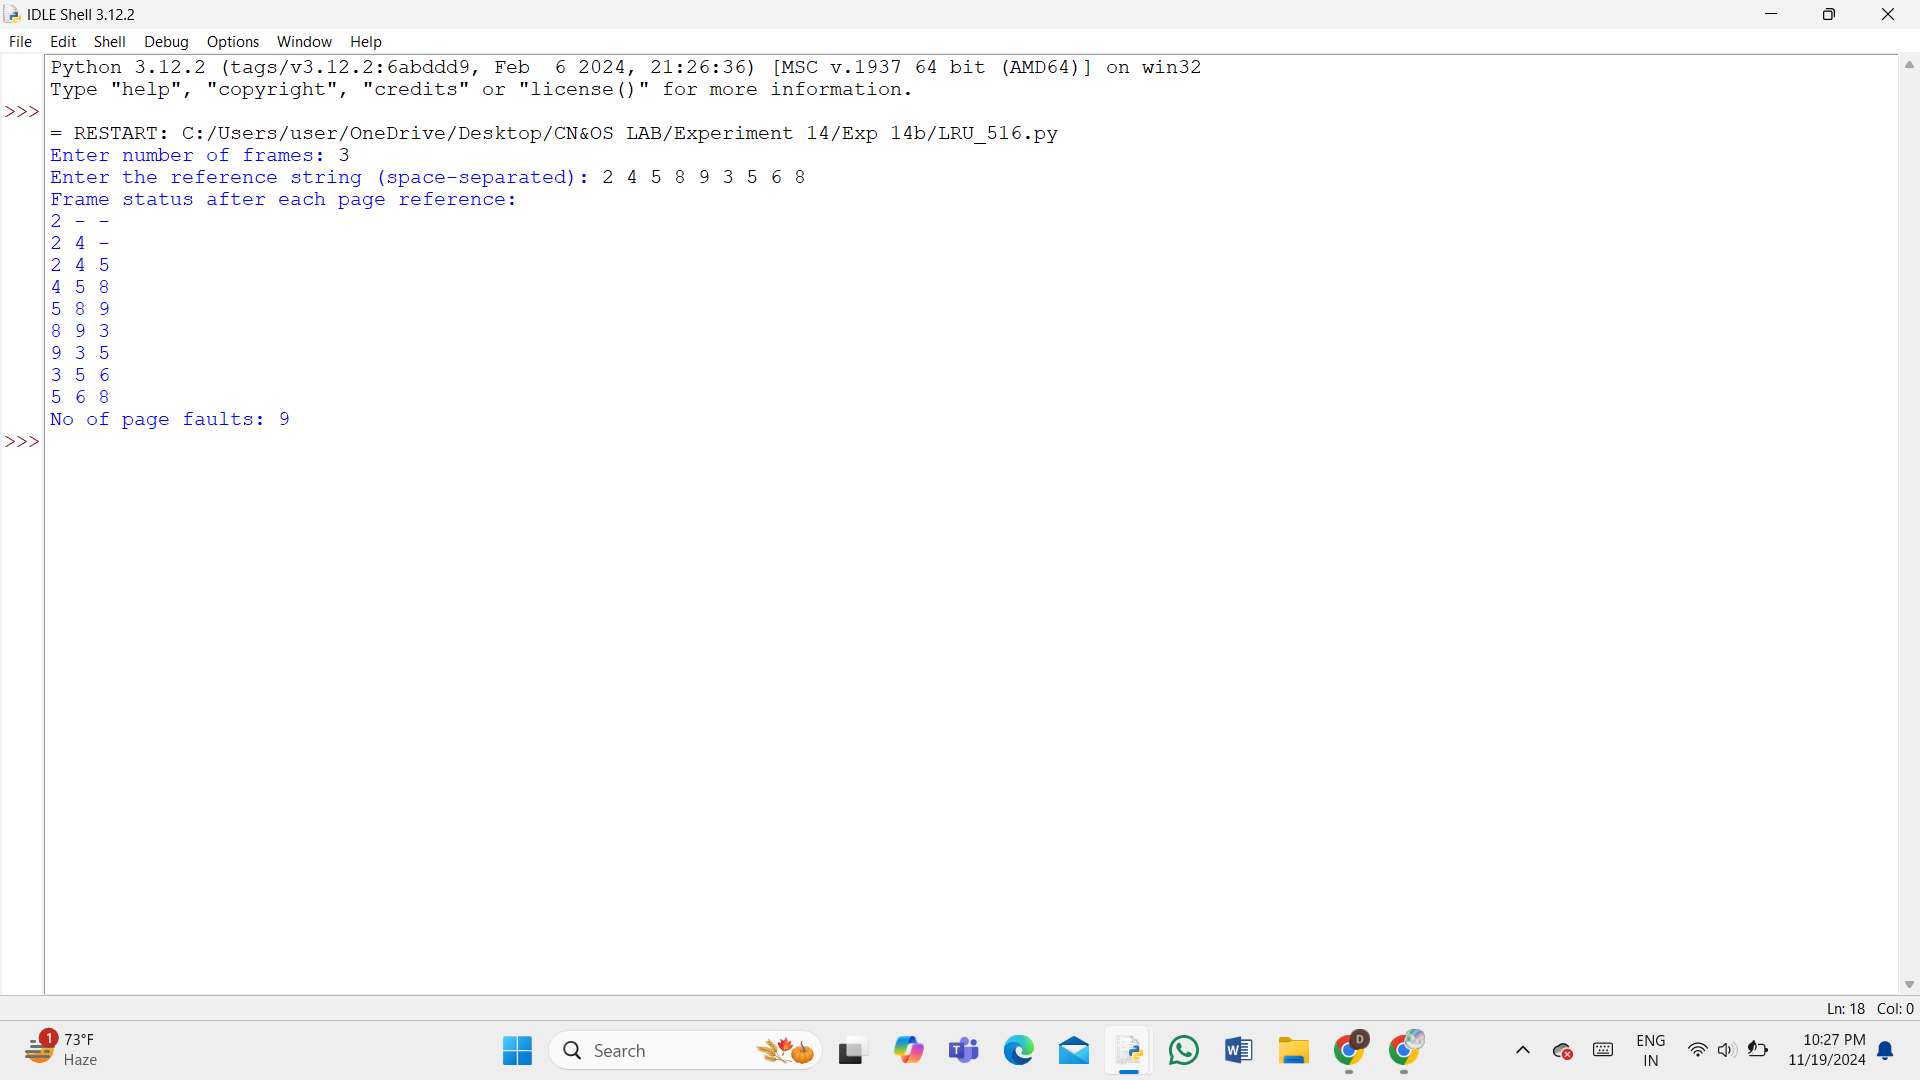 IDLE Shell 3.12.2
File Edit Shell Debug Options Window Help
Python 3.12.2 (tags/v3.12.2:6abddd9, Feb  6 2024, 21:26:36) [MSC v.1937 64 bit (AMD64)] on win32
Type "help", "copyright", "credits" or "license()" for more information.
>>>
= RESTART: C:/Users/user/OneDrive/Desktop/CN&OS LAB/Experiment 14/Exp 14b/LRU_516.py
Enter number of frames: 3
Enter the reference string (space-separated): 2 4 5 8 9 3 5 6 8
Frame status after each page reference:
2 - -
2 4 -
2 4 5
4 5 8
5 8 9
8 9 3
9 3 5
3 5 6
5 6 8
No of page faults: 9
>>>
Ln: 18 Col: 0
1
73°F
Haze
Search
D
ENG
IN
10:27 PM
11/19/2024